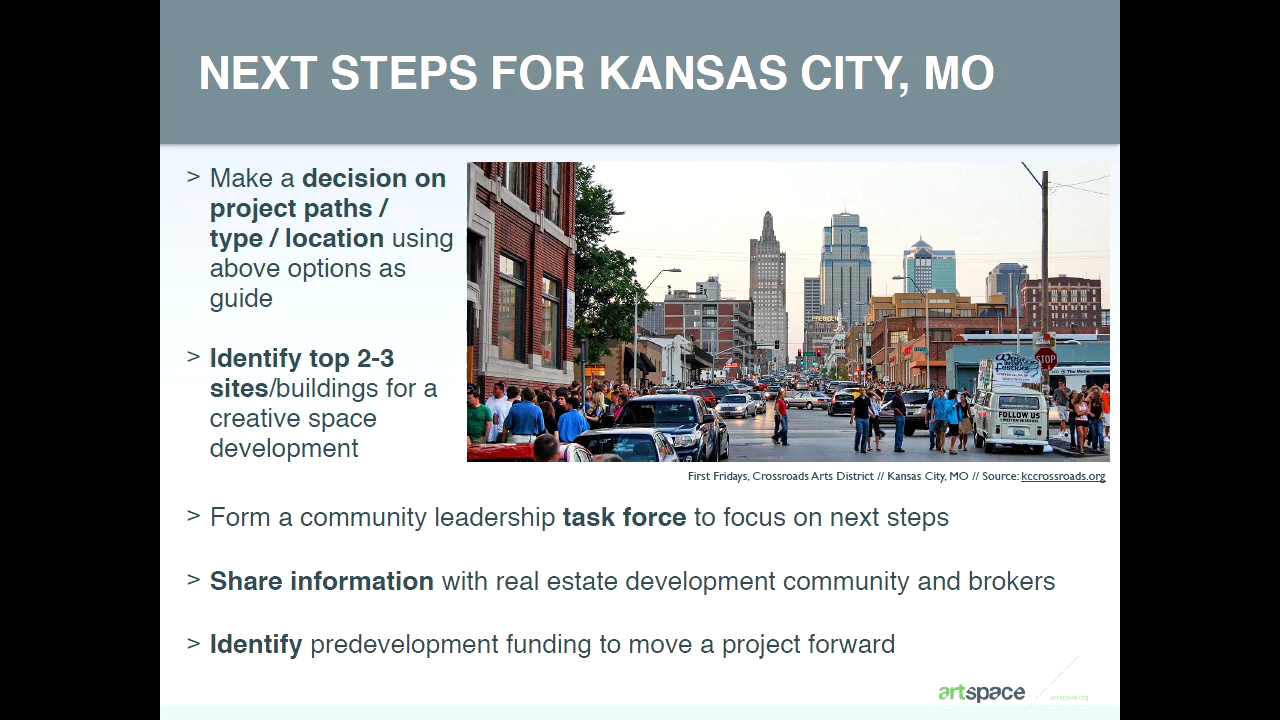 NEXT STEPS FOR KANSAS CITY, MO
> Make a decision on
project paths /
type / location using
above options as
guide
> Identify top 2-3
sites/buildings for a
creative space
development
STOP
FOLLOW US
First Fridays, Crossroads Arts District // Kansas City, MO // Source: kccrossroads.org
> Form a community leadership task force to focus on next steps
> Share information with real estate development community and brokers
> Identify predevelopment funding to move a project forward
artspace
artspace.org